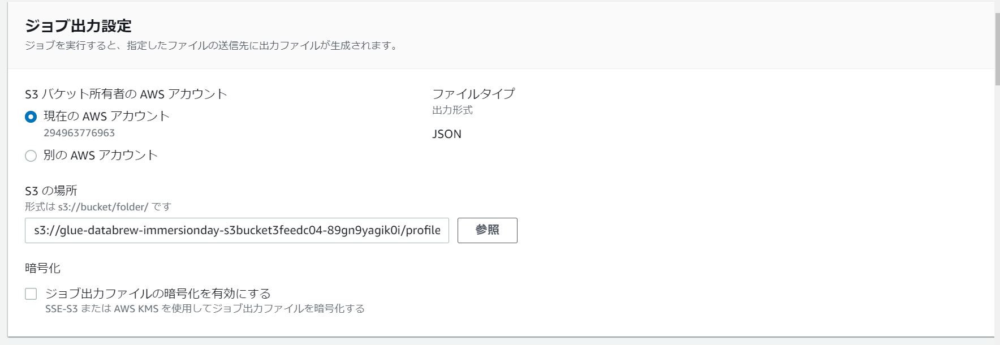 ジョブ出力設定
ジョブを実行すると、指定したファイルの送信先に出力ファイルが生成されます。
S3 バケット所有者の AWS アカウント
現在の AWS アカウント
294963776963
別の AWS アカウント
ファイルタイプ
出力形式
JSON
S3 の場所
形式は s3://bucket/folder/ です
s3://glue-databrew-immersionday-s3bucket3feedc04-89gn9yagik0i/profile
参照
暗号化
ジョブ出力ファイルの暗号化を有効にする
SSE-S3 または AWS KMS を使用してジョブ出力ファイルを暗号化する